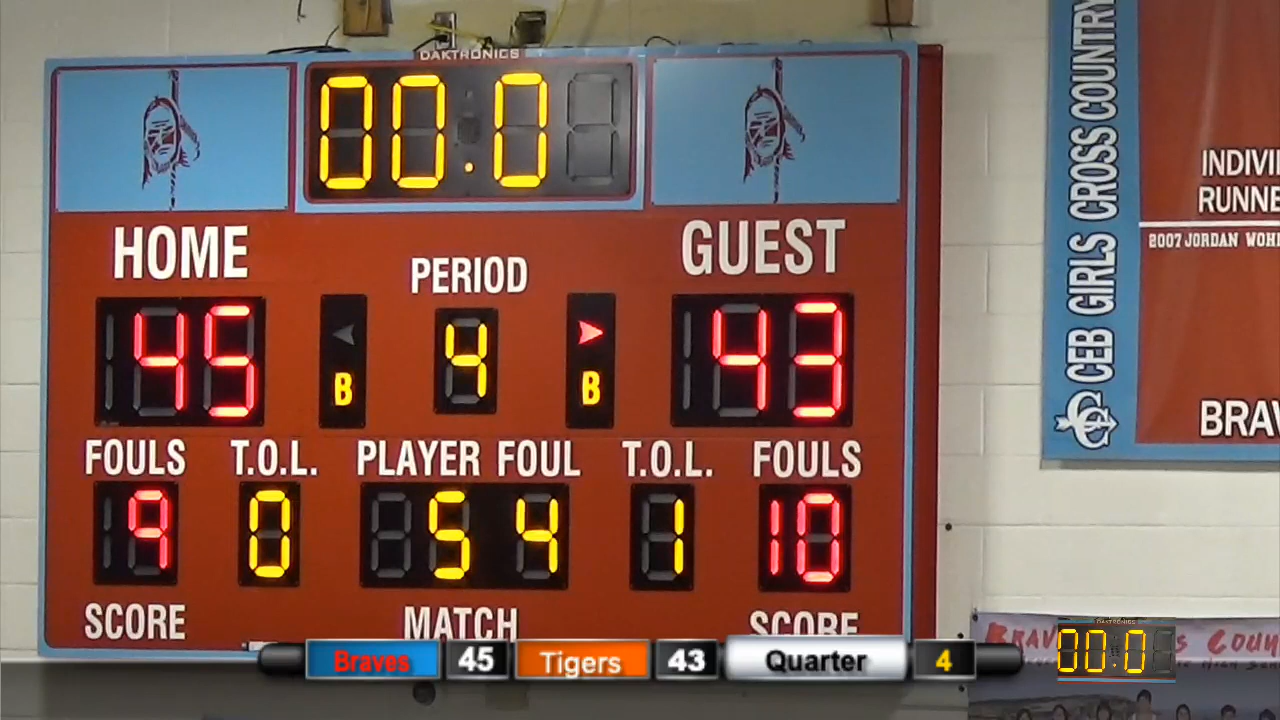 DAKTRONICS
00.0
HOME
PERIOD
GUEST
45
4
43
B
B
FOULS
T.O.L.
PLAYER FOUL
T.O.L.
FOULS
9
0
5 4
1
10
SCORE
MATCH
SCORE
Braves
45
Tigers
43
Quarter
4
CEB GIRLS CROSS COUNTRY
INDIVI
RUNNE
2007 JORDAN WOH
BRAV
DAKTRONICS
00.0